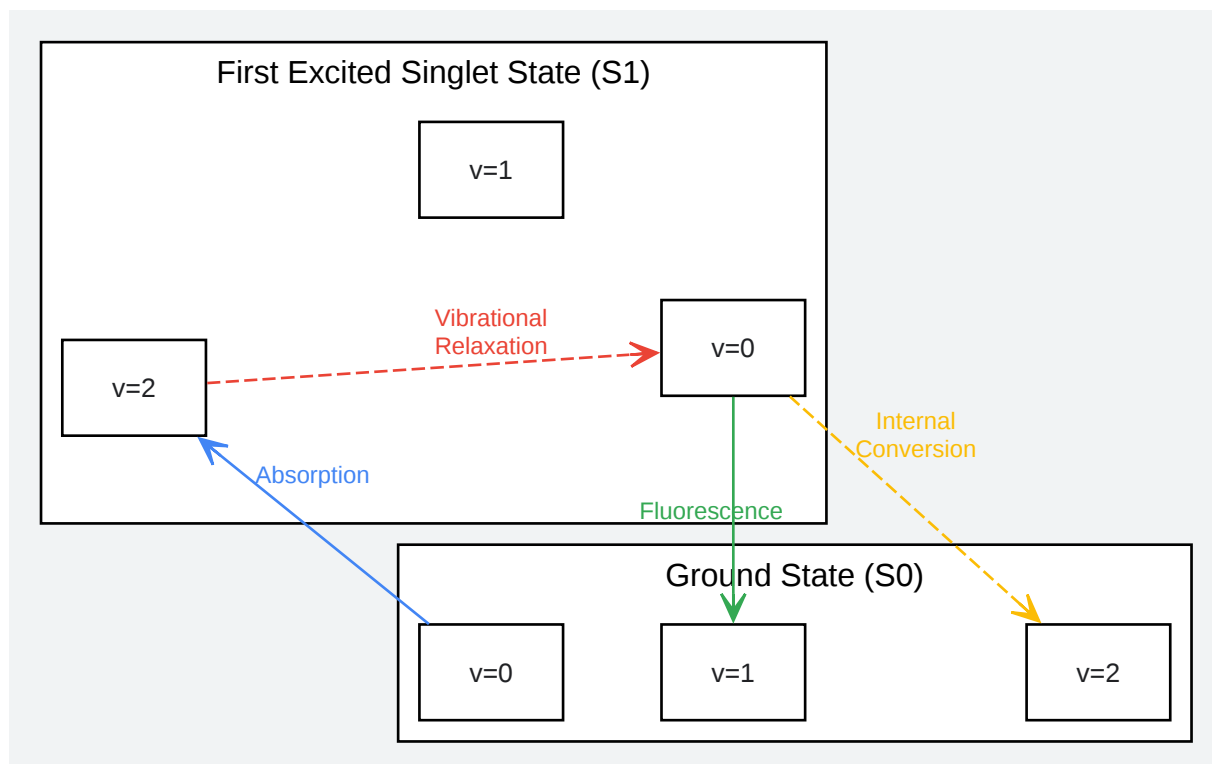 First Excited Singlet State (S1)
v=1
Vibrational
Relaxation
v=0
v=2
Internal
Conversion
Absorption
Fluorescence
Ground State (S0)
v=0
v=1
v=2